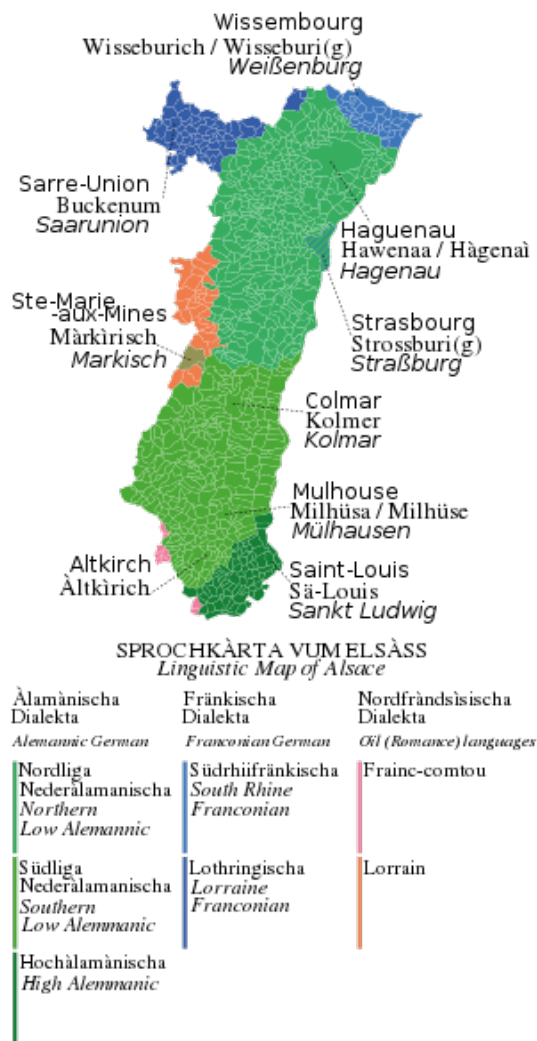 Wissembourg
Wisseburich / Wisseburi(g)
Weißenburg
Sarre-Union
Buckenum
Saarunion
Haguenau
Hawenaa / Hàgenaì
Hagenau
Ste-Marie
-aux-Mines
Màrkìrisch
Markisch
Strasbourg
Strossburi(g)
Straßburg
Colmar
Kolmer
Kolmar
Mulhouse
Milhüsa / Milhüse
Mülhausen
Altkirch
Àltkìrich
Saint-Louis
Sä-Louis
Sankt Ludwig
SPROCHKÀRTA VUM ELSÀSS
Linguistic Map of Alsace
Àlamànischa
Dialekta
Alemannic German
Nordliga
Nederàlamanischa
Northern
Low Alemannic
Südliga
Nederàlamanischa
Southern
Low Alemmanic
Hochàlamànischa
High Alemmanic
Fränkischa
Dialekta
Franconian German
Südrhiifränkischa
South Rhine
Franconian
Lothringischa
Lorraine
Franconian
Nordfràndsìsischa
Dialekta
Oïl (Romance) languages
Frainc-comtou
Lorrain